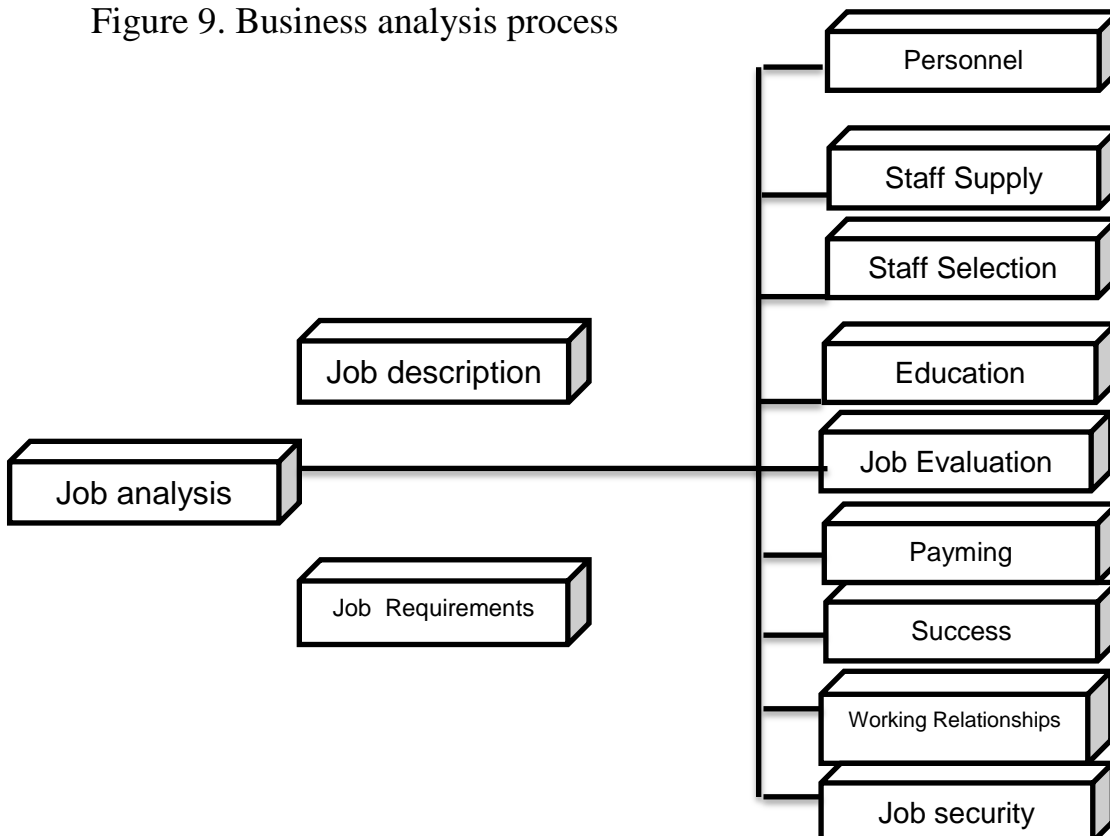 Figure 9. Business analysis process
Personnel
Staff Supply
Staff Selection
Job description
Education
Job analysis
Job Evaluation
Payming
Job Requirements
Success
Working Relationships
Job security